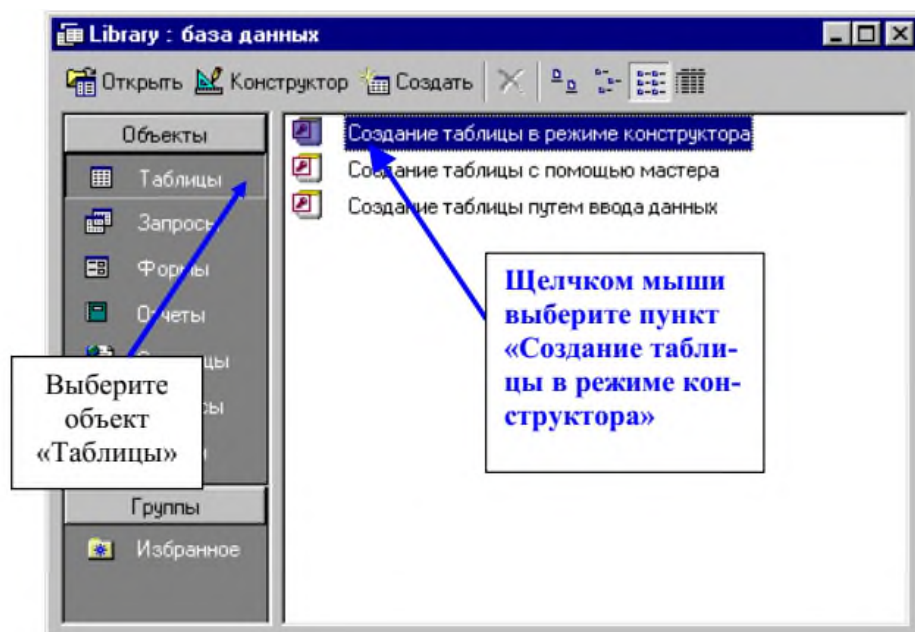 Library : база данных
Открыть Конструктор Создать
Объекты
Таблицы
Запросы
Формы
Отчеты
Группы
Избранное
Создание таблицы в режиме конструктора
Создание таблицы с помощью мастера
Создание таблицы путем ввода данных
Выберите
объект
«Таблицы»
Щелчком мыши
выберите пункт
«Создание табли-
цы в режиме кон-
структора»